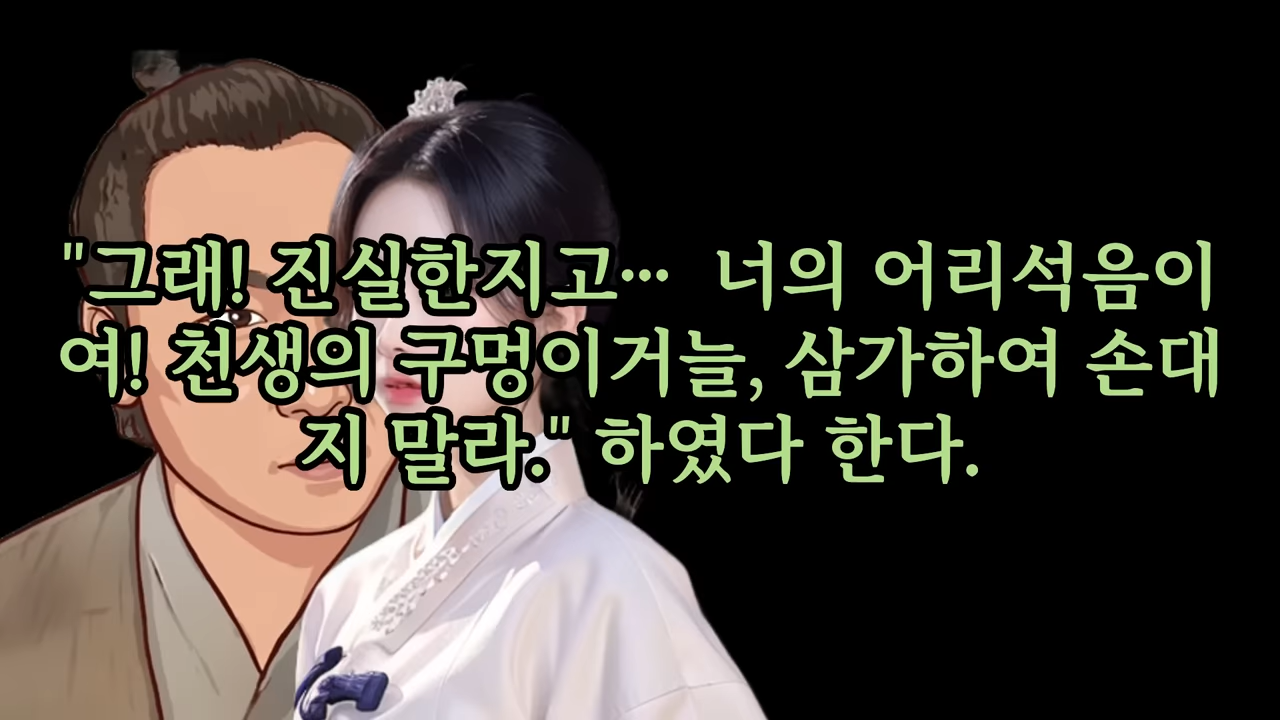 "그래! 진실한지고… 너의 어리석음이
여! 천생의 구멍이거늘, 삼가하여 손대
지 말라." 하였다 한다.